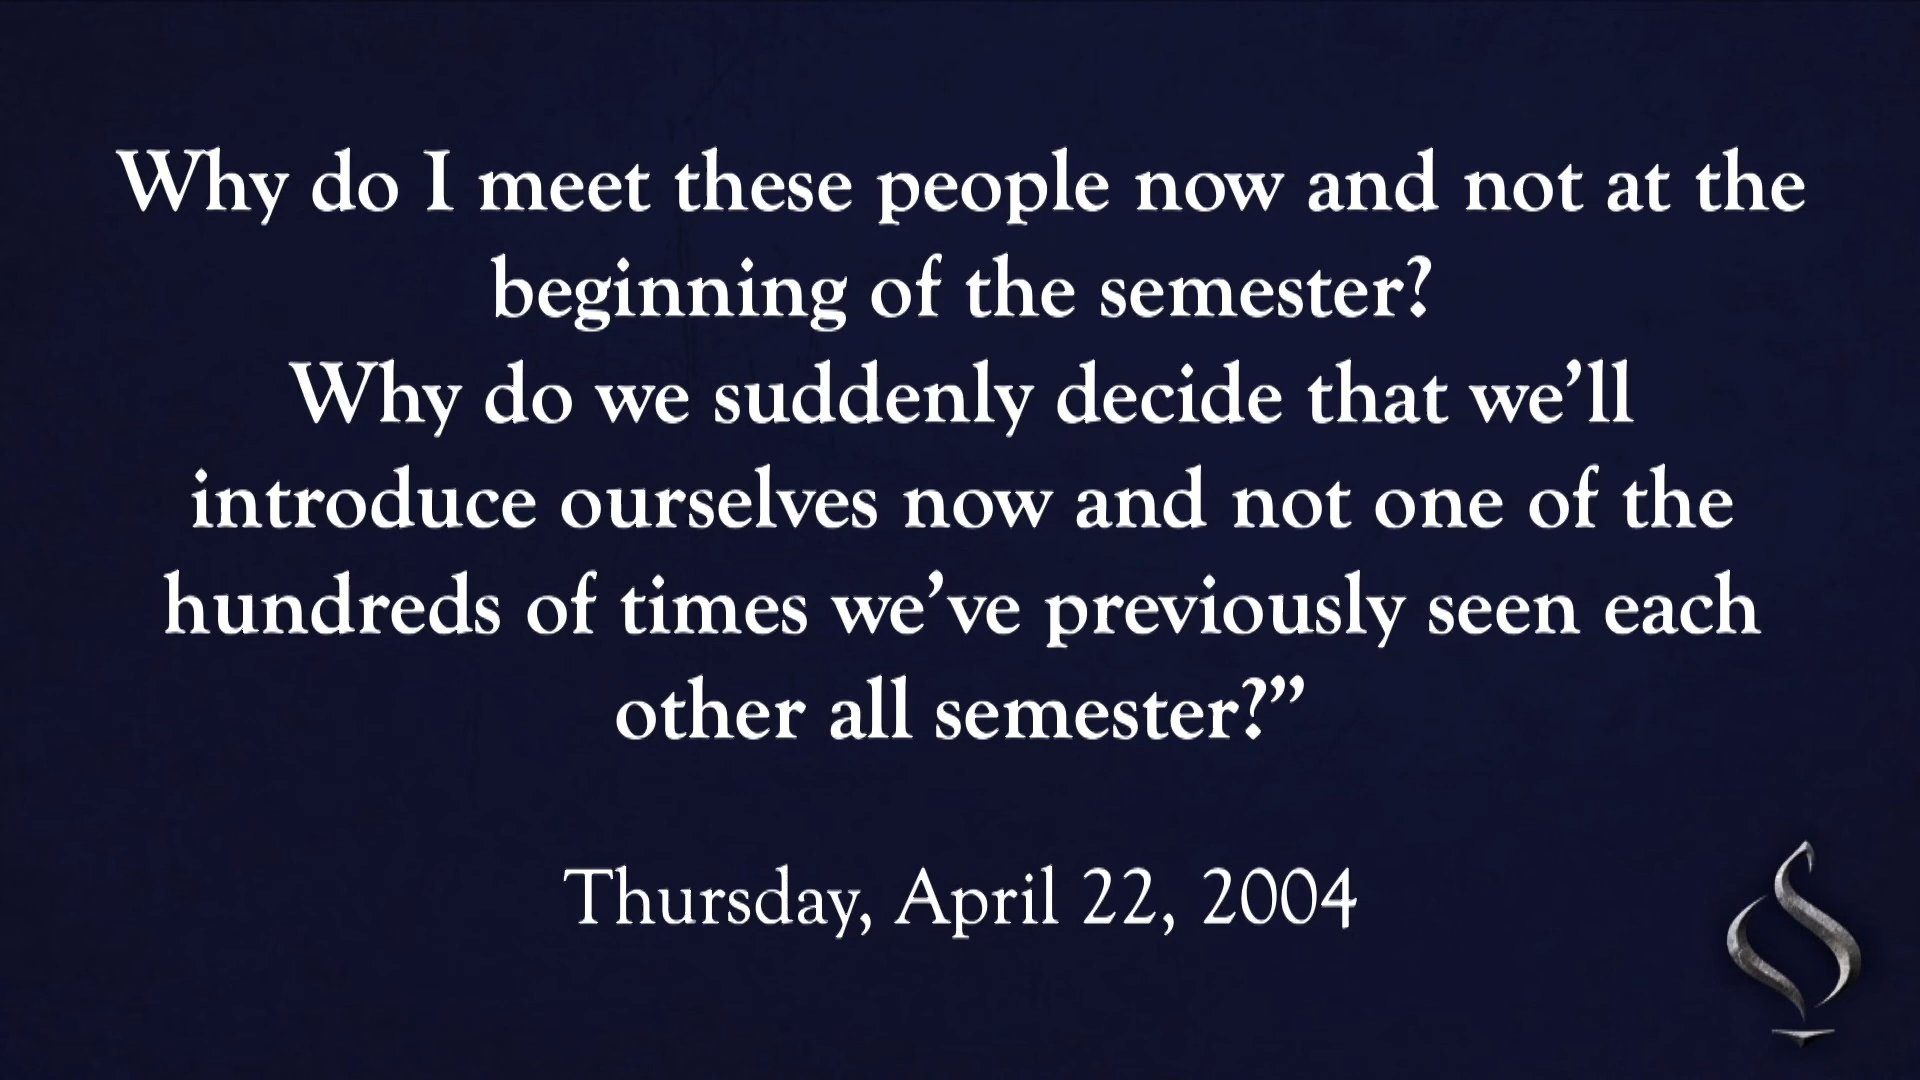 Why do I meet these people now and not at the
beginning of the semester?
Why do we suddenly decide that we’ll
introduce ourselves now and not one of the
hundreds of times we’ve previously seen each
other all semester?”
Thursday, April 22, 2004